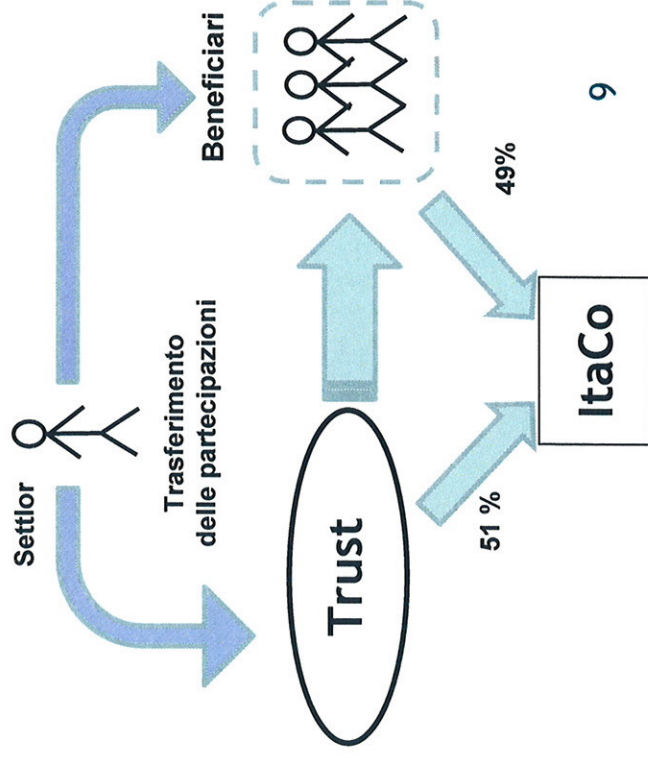 Settlor
Trasferimento
delle partecipazioni
Beneficiari
Trust
51 %
49%
ItaCo
9